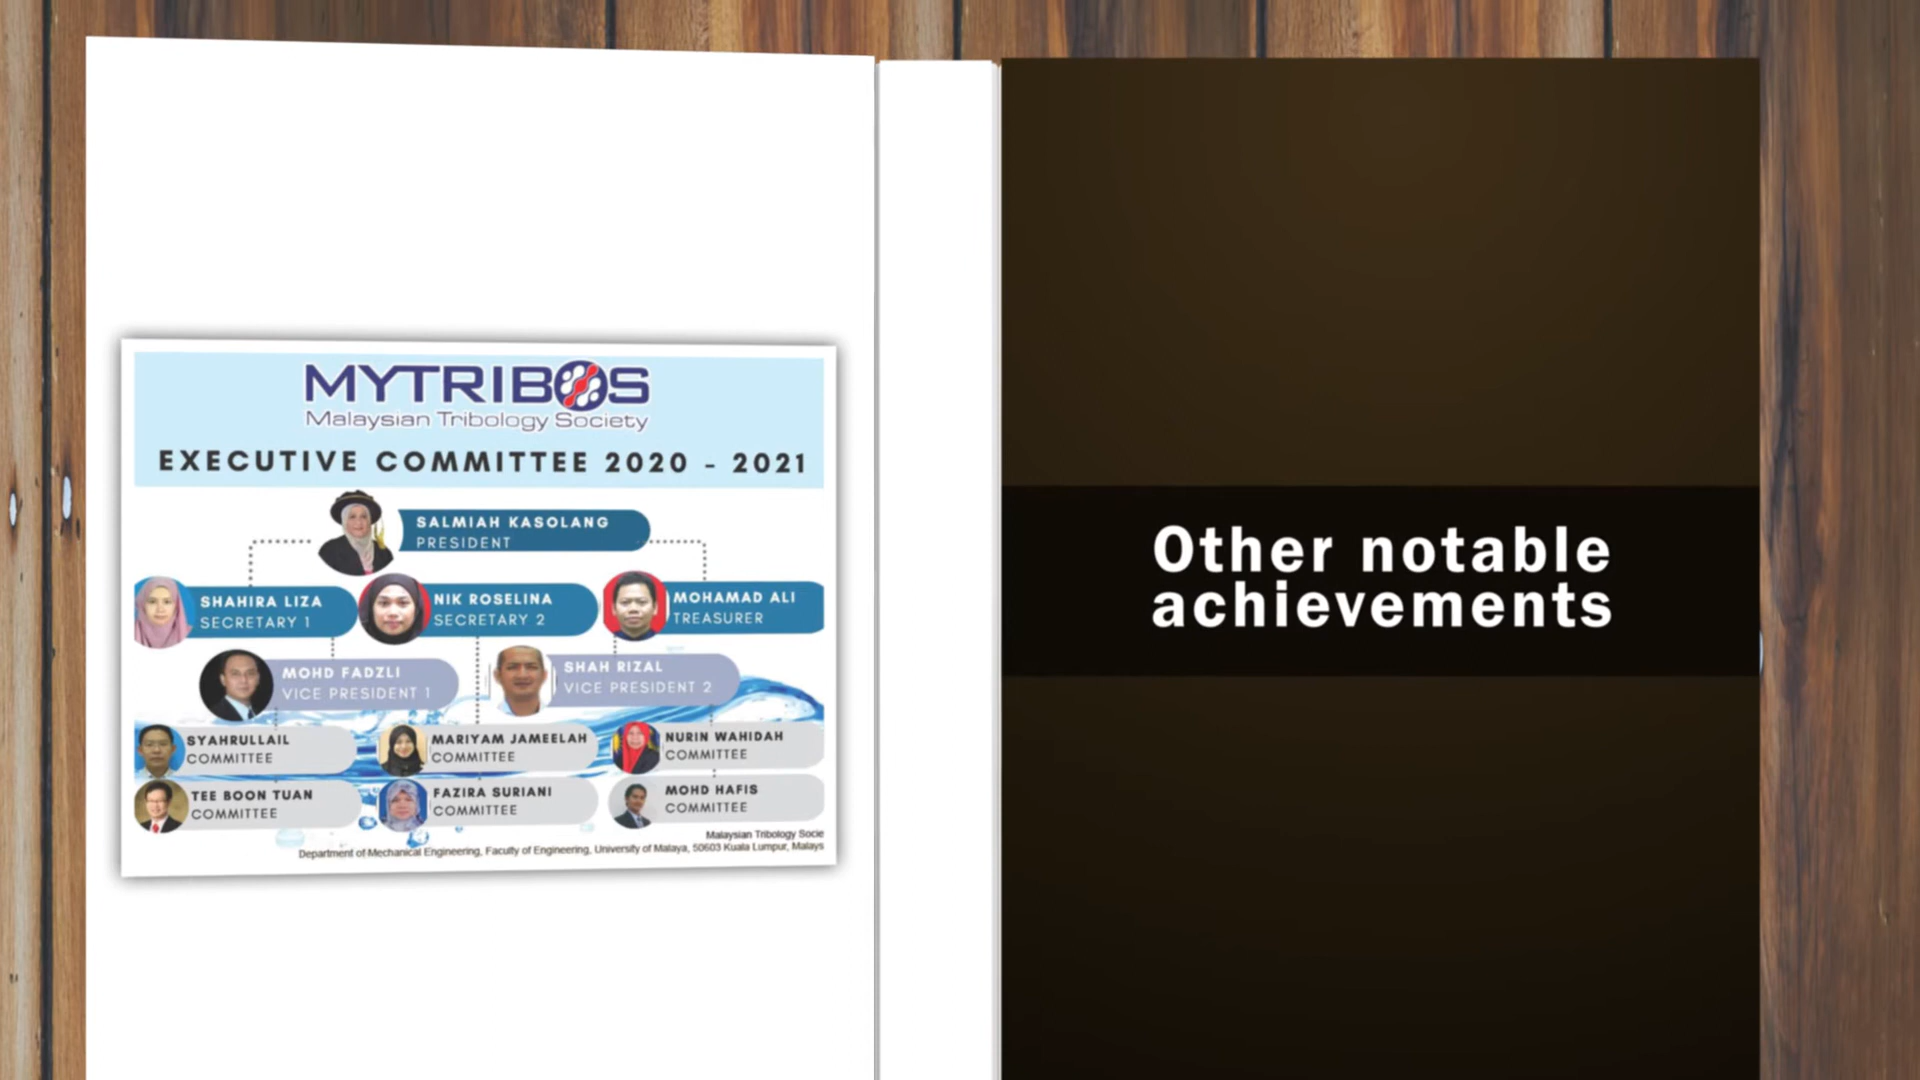 MYTRIBOS
Malaysian Tribology Society
EXECUTIVE COMMITTEE 2020 - 2021
SALMIAH KASOLANG
PRESIDENT
SHAHIRA LIZA
SECRETARY 1
NIK ROSELINA
SECRETARY 2
MOHAMAD ALI
TREASURER
MOHD FADZLI
VICE PRESIDENT 1
SHAH RIZAL
VICE PRESIDENT 2
SYAHRULLAIL
COMMITTEE
MARIYAM JAMEELAH
COMMITTEE
NURIN WAHIDAH
COMMITTEE
TEE BOON TUAN
COMMITTEE
FAZIRA SURIANI
COMMITTEE
MOHD HAFIS
COMMITTEE
Malaysian Tribology Socie
Department of Mechanical Engineering, Faculty of Engineering, University of Malaya, 50603 Kuala Lumpur, Malays
Other notable
achievements